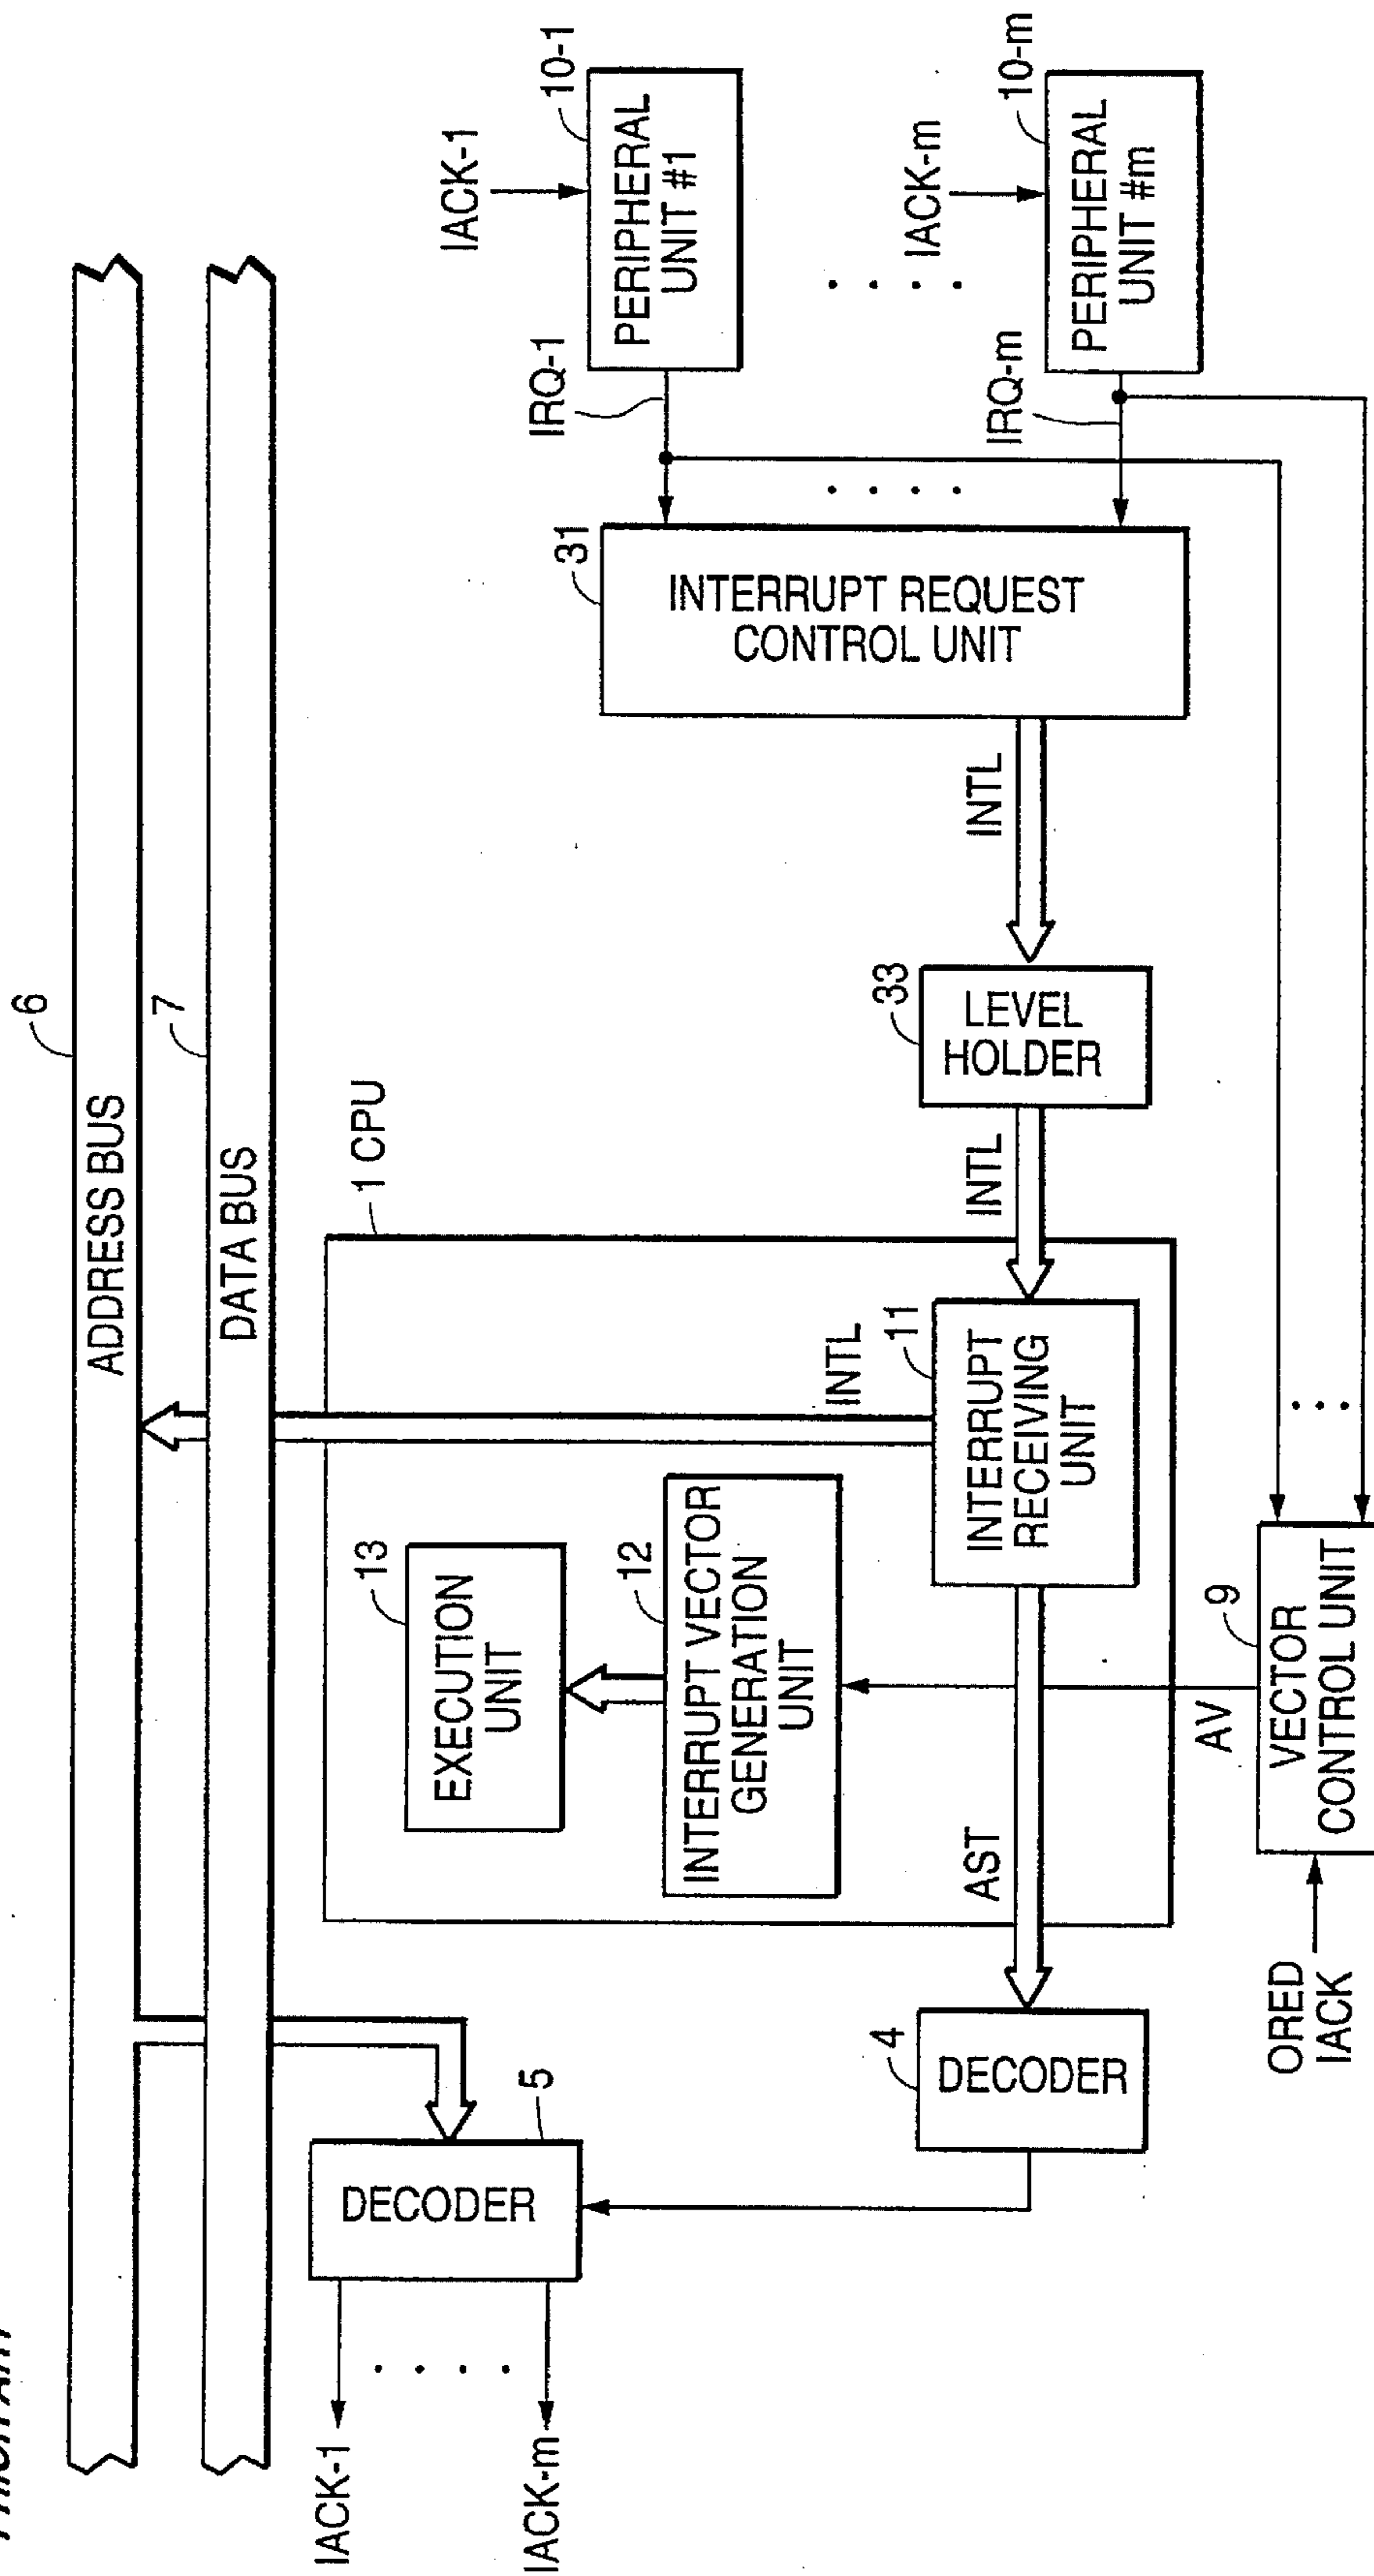 PRIOR ART
6
ADDRESS BUS
7
DATA BUS
1 CPU
13
EXECUTION
UNIT
12
INTERRUPT VECTOR
GENERATION
UNIT
INTL
11
INTERRUPT
RECEIVING
UNIT
AST
INTL
33
LEVEL
HOLDER
INTL
31
INTERRUPT REQUEST
CONTROL UNIT
IRQ-1
IACK-1
10-1
PERIPHERAL
UNIT #1
IRQ-m
IACK-m
10-m
PERIPHERAL
UNIT #m
5
DECODER
IACK-1
IACK-m
4
DECODER
ORED
IACK
AV
9
VECTOR
CONTROL UNIT